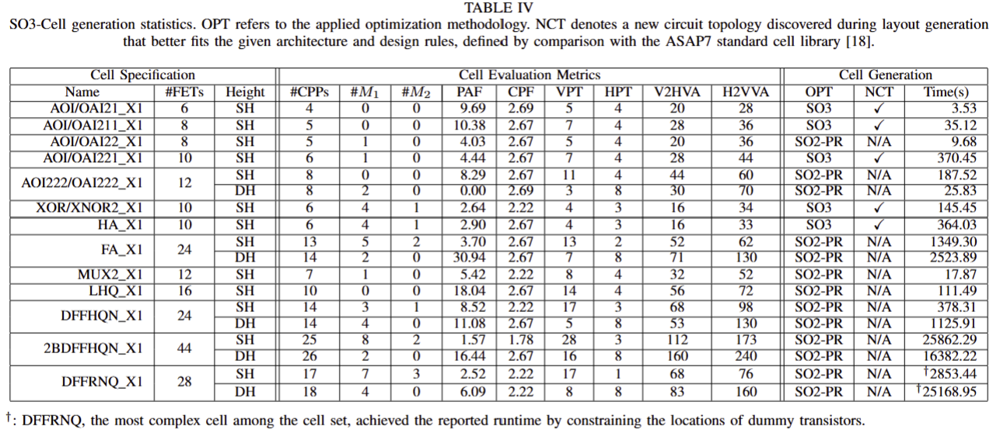 TABLE IV
SO3-Cell generation statistics. OPT refers to the applied optimization methodology. NCT denotes a new circuit topology discovered during layout generation
that better fits the given architecture and design rules, defined by comparison with the ASAP7 standard cell library [18].
Cell Specification Cell Evaluation Metrics Cell Generation
Name #FETs Height #CPPs #M1 #M2 PAF CPF VPT HPT V2HVA H2VVA OPT NCT Time(s)
AOI/OAI21_X1 6 SH 4 0 0 9.69 2.69 5 4 20 28 SO3 ✓ 3.53
AOI/OAI211_X1 8 SH 5 0 0 10.38 2.67 7 4 28 36 SO3 ✓ 35.12
AOI/OAI22_X1 8 SH 5 1 0 4.03 2.67 5 4 20 36 SO2-PR N/A 9.68
AOI/OAI221_X1 10 SH 6 1 0 4.44 2.67 7 4 28 44 SO3 ✓ 370.45
AOI222/OAI222_X1 12 SH 8 0 0 8.29 2.67 11 4 44 60 SO2-PR N/A 187.52
DH 8 2 0 0.00 2.69 3 8 30 70 SO2-PR N/A 25.83
XOR/XNOR2_X1 10 SH 6 4 1 2.64 2.22 4 3 16 34 SO3 ✓ 145.45
HA_X1 10 SH 6 4 1 2.90 2.67 4 3 16 33 SO3 ✓ 364.03
FA_X1 24 SH 13 5 2 3.70 2.67 13 2 52 62 SO2-PR N/A 1349.30
DH 14 2 0 30.94 2.67 7 8 71 130 SO2-PR N/A 2523.89
MUX2_X1 12 SH 7 1 0 5.42 2.22 8 4 32 52 SO2-PR N/A 17.87
LHQ_X1 16 SH 10 0 0 18.04 2.67 14 4 56 72 SO2-PR N/A 111.49
DFFHQN_X1 24 SH 14 3 1 8.52 2.22 17 3 68 98 SO2-PR N/A 378.31
DH 14 4 0 11.08 2.67 5 8 53 130 SO2-PR N/A 1125.91
2BDFFHQN_X1 44 SH 25 8 2 1.57 1.78 28 3 112 173 SO2-PR N/A 25862.29
DH 26 2 0 16.44 2.67 16 8 160 240 SO2-PR N/A 16382.22
DFFRNQ_X1 28 SH 17 7 3 2.52 2.22 17 1 68 76 SO2-PR N/A †2853.44
DH 18 4 0 6.09 2.22 8 8 83 160 SO2-PR N/A †25168.95
†: DFFRNQ, the most complex cell among the cell set, achieved the reported runtime by constraining the locations of dummy transistors.